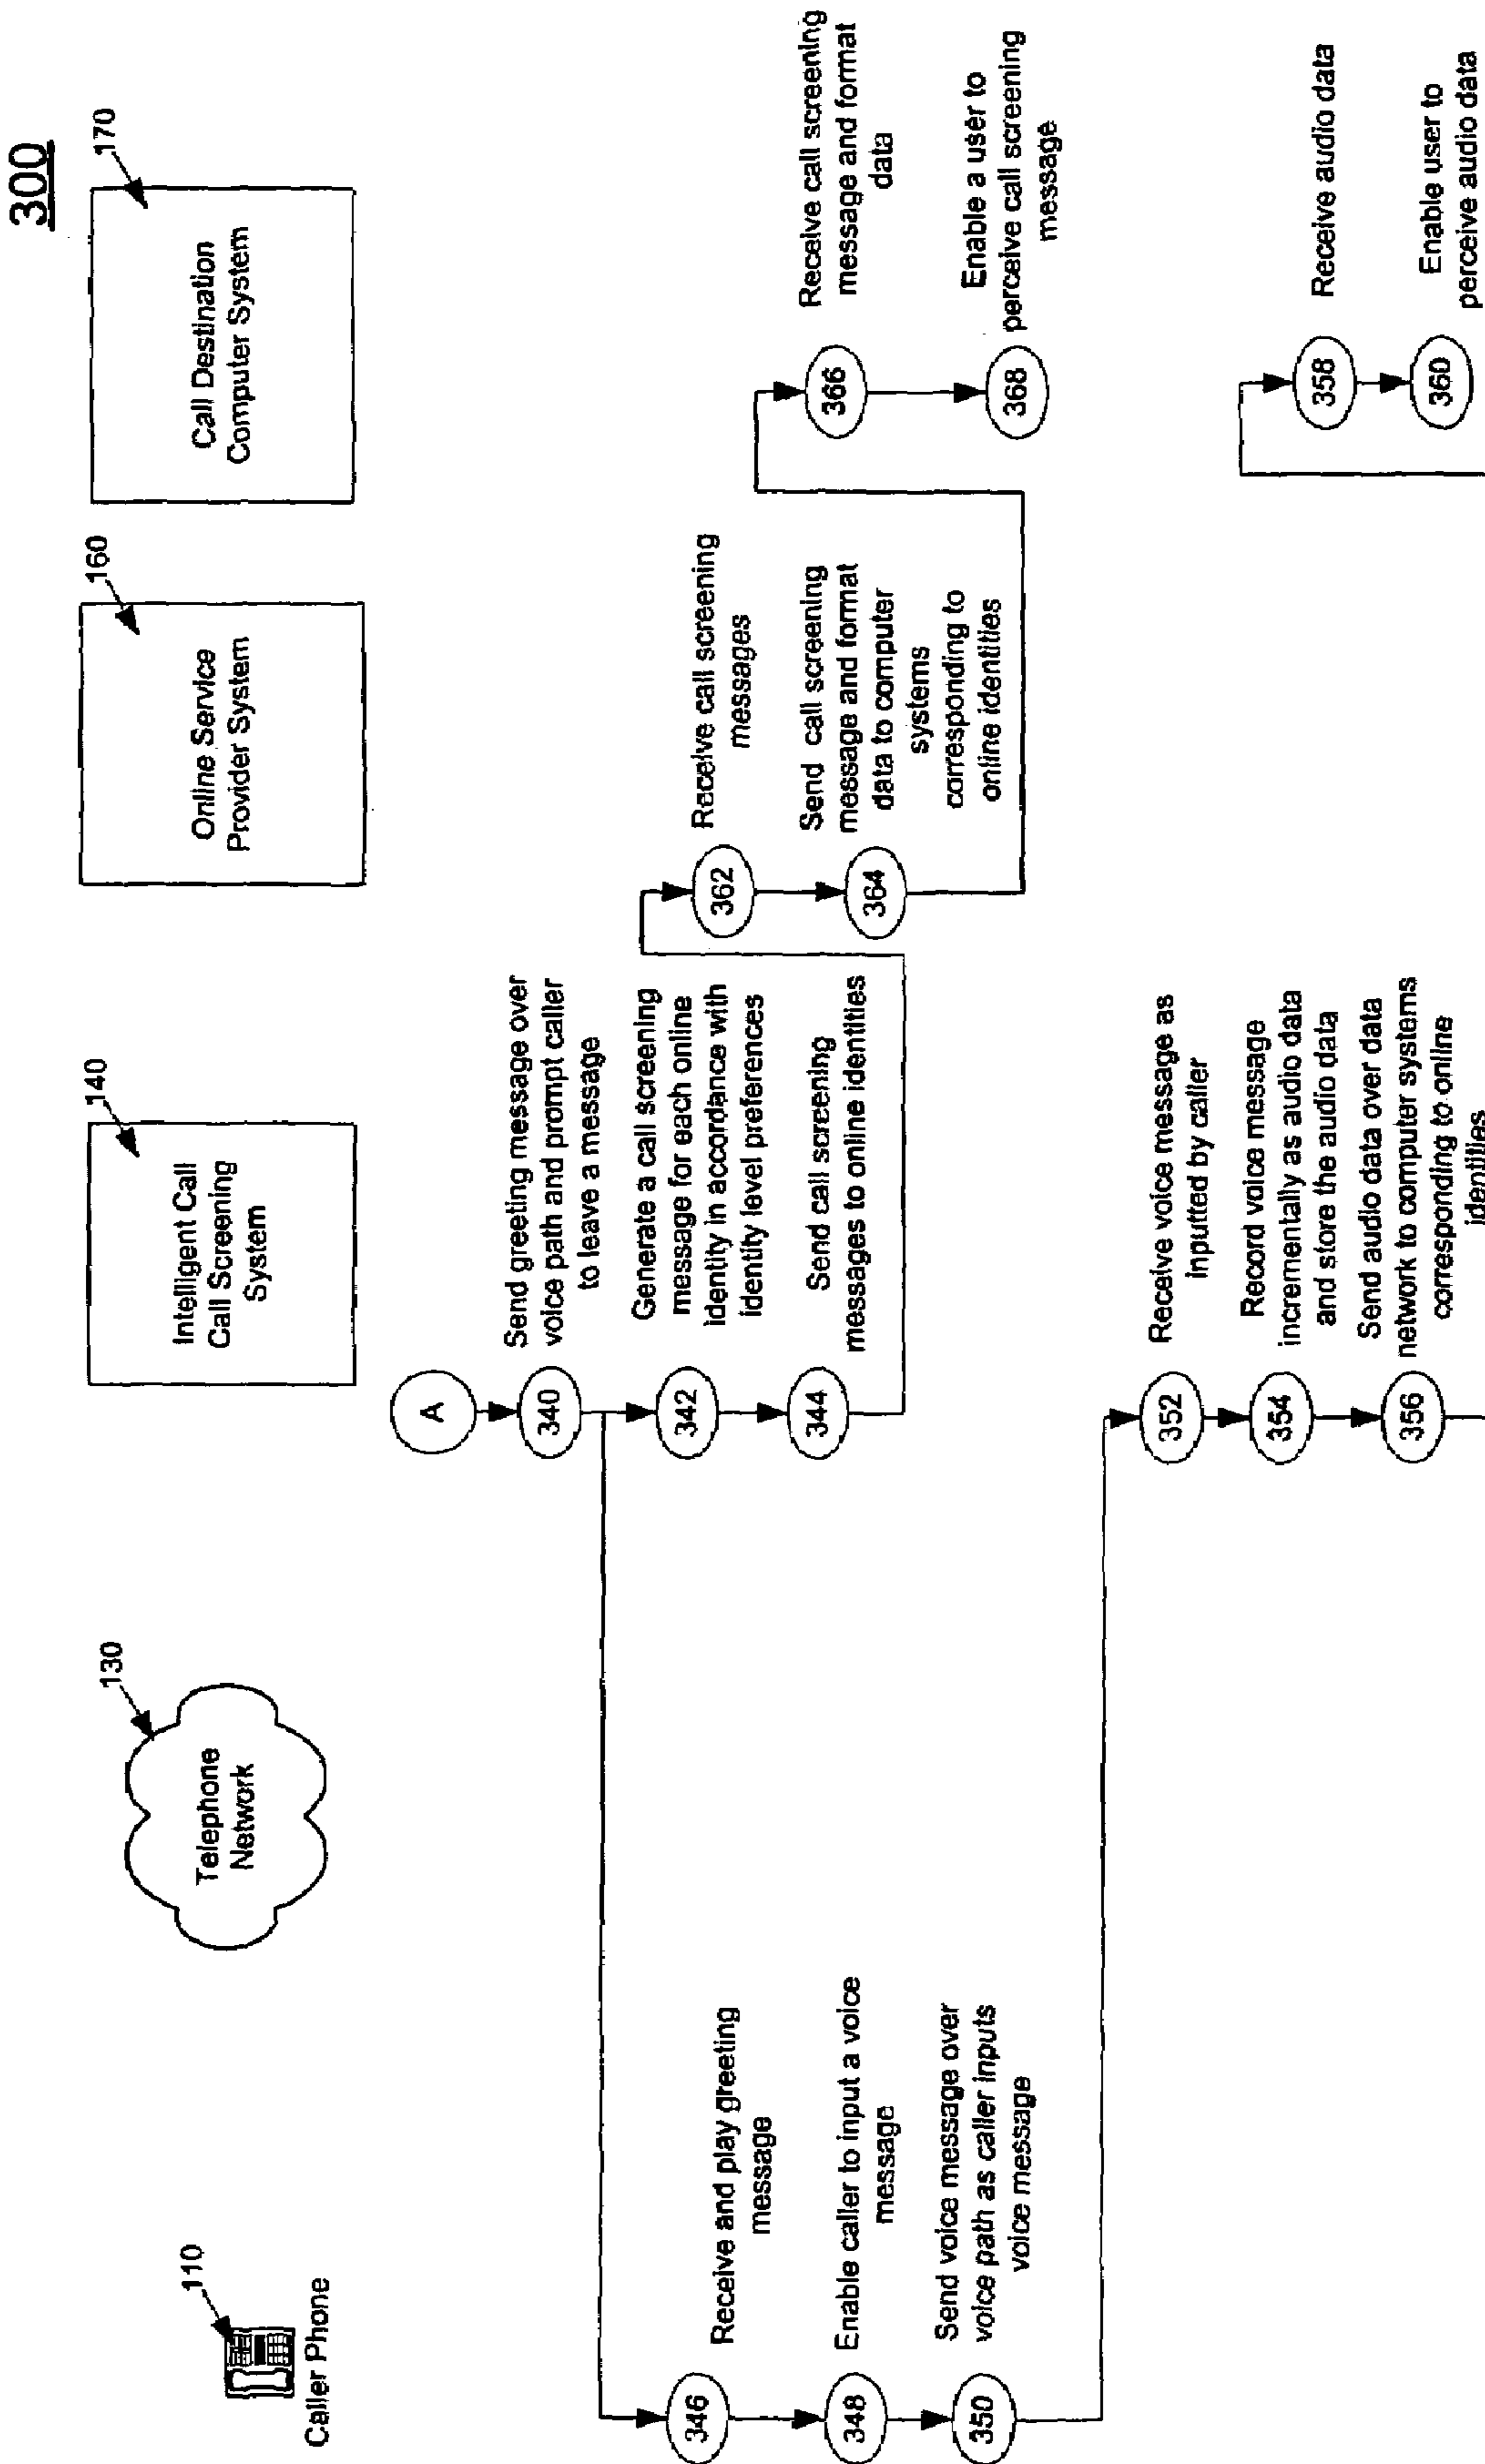 300
110
Caller Phone
130
Telephone
Network
140
Intelligent Call
Call Screening
System
160
Online Service
Provider System
170
Call Destination
Computer System
A
340
Send greeting message over
voice path and prompt caller
to leave a message
342
Generate a call screening
message for each online
identity in accordance with
identity level preferences
344
Send call screening
messages to online identities
346
Receive and play greeting
message
348
Enable caller to input a voice
message
350
Send voice message over
voice path as caller inputs
voice message
362
Receive call screening
messages
364
Send call screening
message and format
data to computer
systems
corresponding to
online identities
366
Receive call screening
message and format
data
368
Enable a user to
perceive call screening
message
352
Receive voice message as
inputted by caller
354
Record voice message
incrementally as audio data
and store the audio data
356
Send audio data over data
network to computer systems
corresponding to online
identities
358
Receive audio data
360
Enable user to
perceive audio data